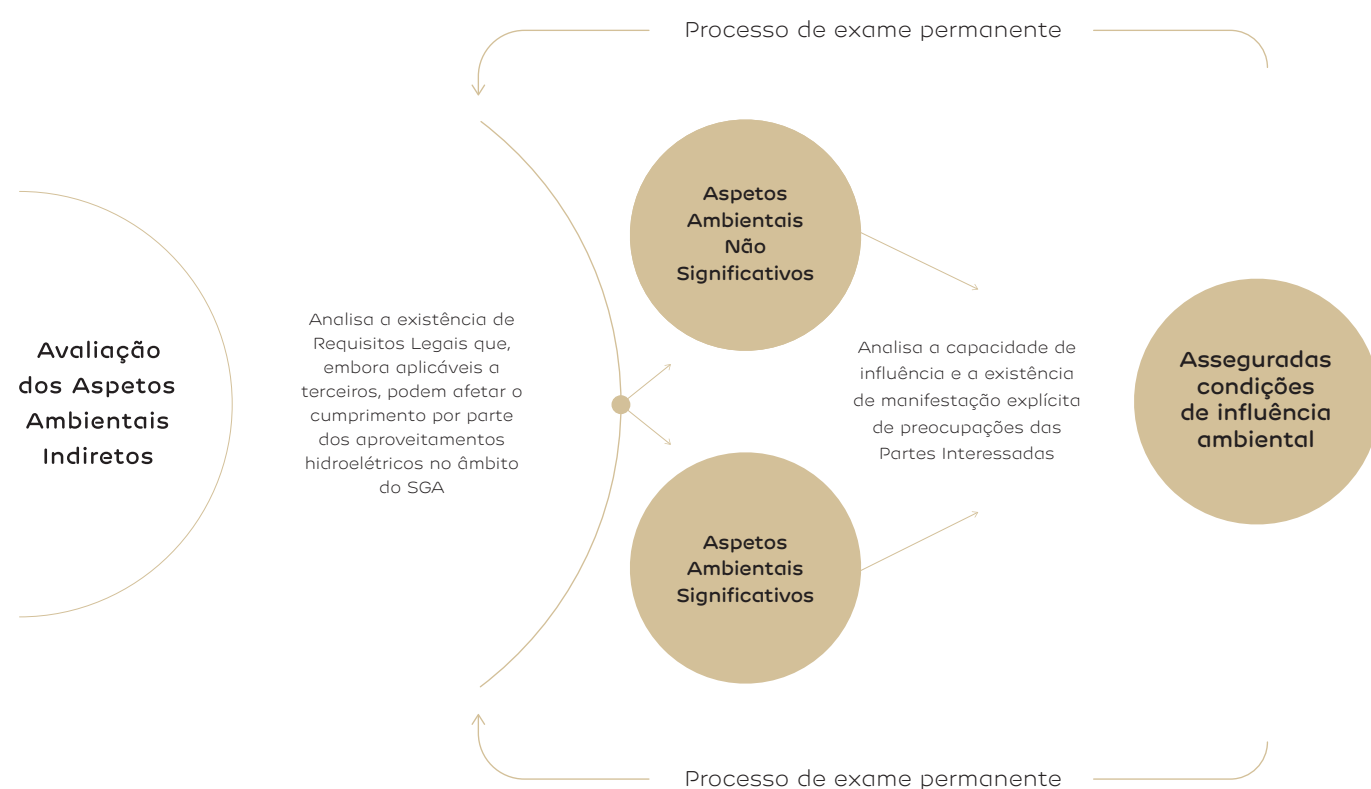 Processo de exame permanente
Avaliação
dos Aspetos
Ambientais
Indiretos
Analisa a existência de
Requisitos Legais que,
embora aplicáveis a
terceiros, podem afetar o
cumprimento por parte
dos aproveitamentos
hidroelétricos no âmbito
do SGA
Aspetos
Ambientais
Não
Significativos
Aspetos
Ambientais
Significativos
Analisa a capacidade de
influência e a existência
de manifestação explícita
de preocupações das
Partes Interessadas
Asseguradas
condições
de influência
ambiental
Processo de exame permanente